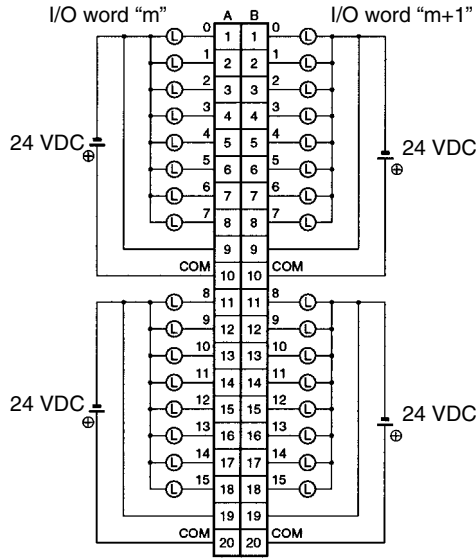 I/O word “m” A B I/O word “m+1”
0 L 1 1 0 L
1 L 2 2 1 L
2 L 3 3 2 L
3 L 4 4 3 L
24 VDC ⊕ 4 L 5 5 4 L ⊕ 24 VDC
5 L 6 6 5 L
6 L 7 7 6 L
7 L 8 8 7 L
9 9
COM 10 10 COM
8 L 11 11 8 L
9 L 12 12 9 L
10 L 13 13 10 L
11 L 14 14 11 L
24 VDC ⊕ 12 L 15 15 12 L ⊕ 24 VDC
13 L 16 16 13 L
14 L 17 17 14 L
15 L 18 18 15 L
19 19
COM 20 20 COM